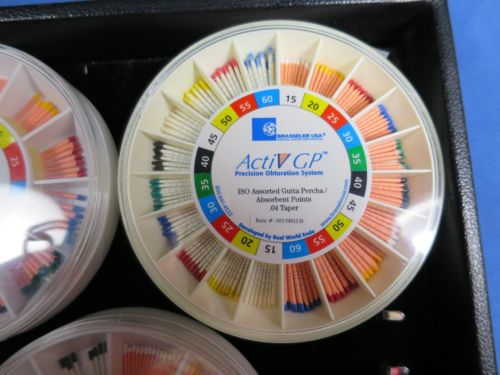 BRASSELER USA®
ActiV GP™
Precision Obturation System
ISO Assorted Gutta Percha /
Absorbent Points
.04 Taper
Developed by Real World Endo
15
20
25
30
35
40
45
50
55
60
15
20
25
30
35
40
45
50
55
60